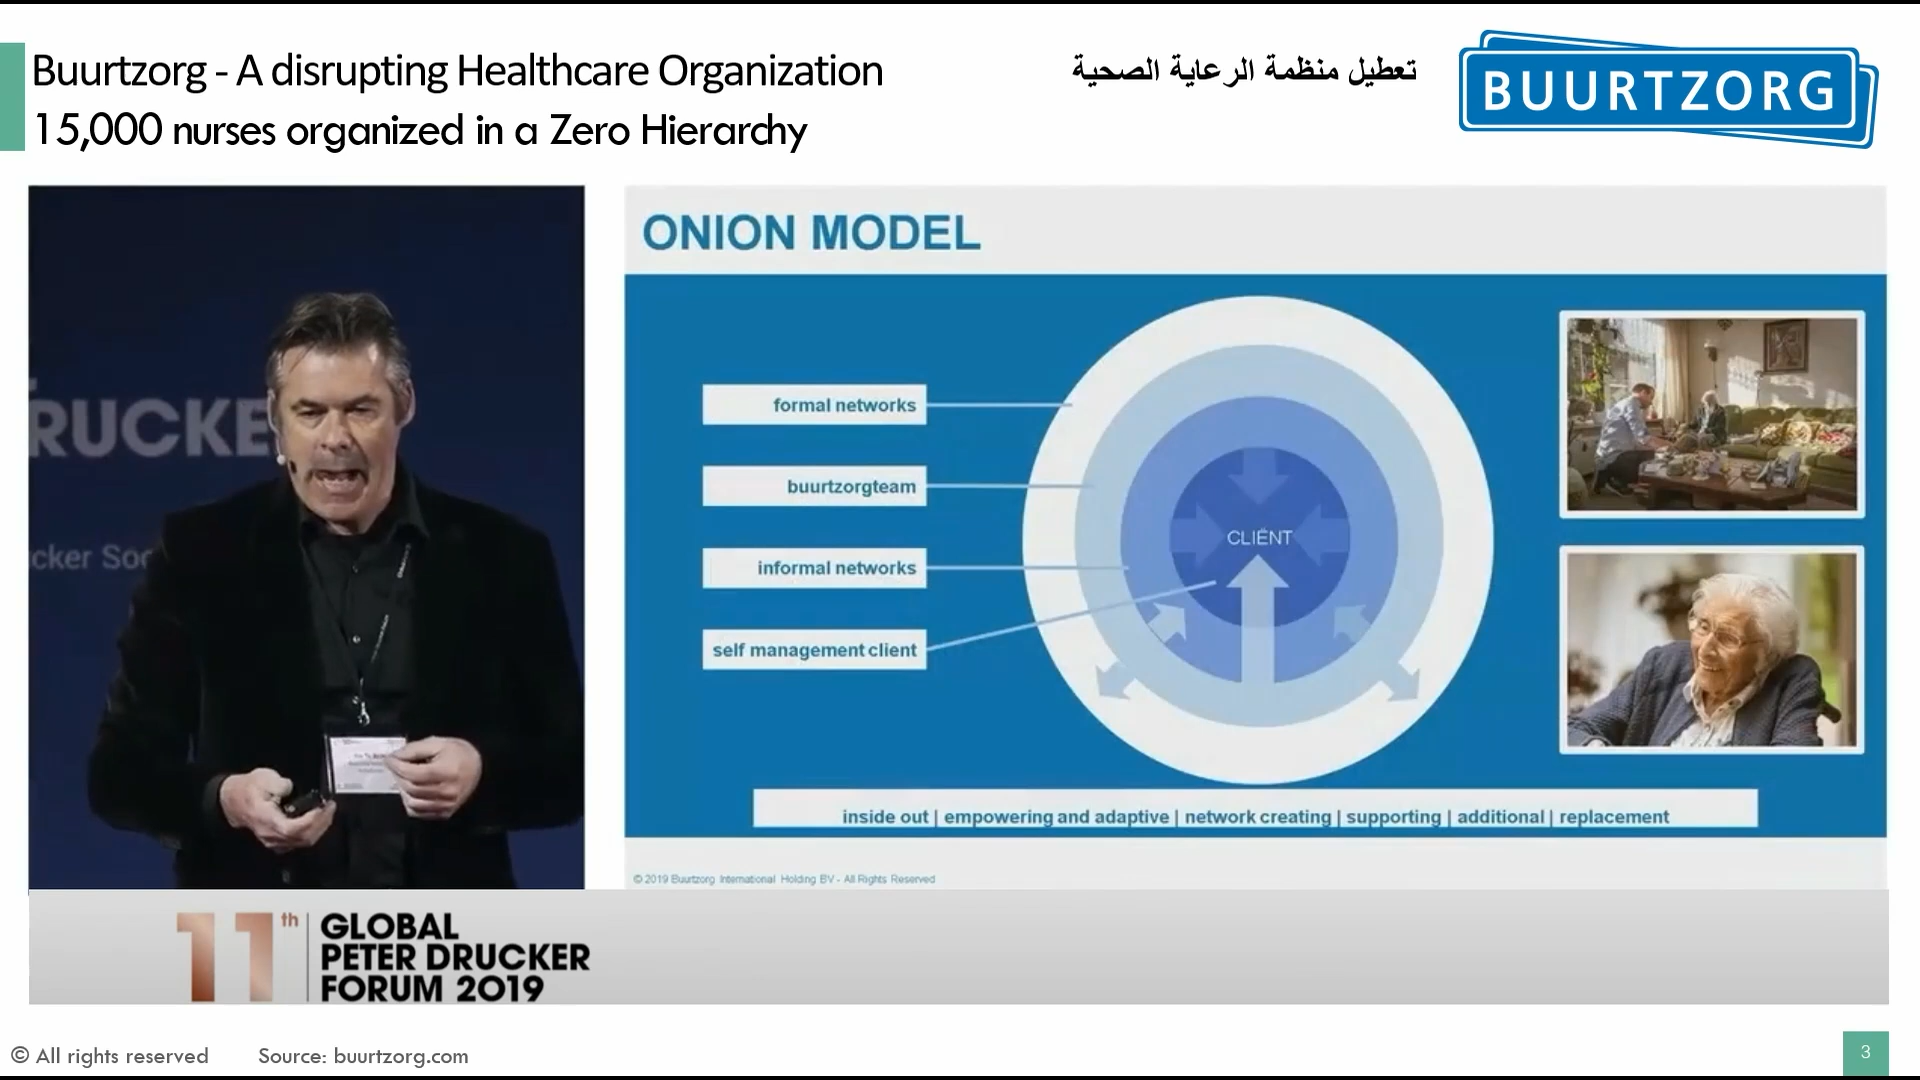 Buurtzorg - A disrupting Healthcare Organization
15,000 nurses organized in a Zero Hierarchy
تعطيل منظمة الرعاية الصحية
BUURTZORG
RUCKE
cker Soc
ONION MODEL
formal networks
buurtzorgteam
informal networks
self management client
CLIËNT
inside out | empowering and adaptive | network creating | supporting | additional | replacement
© 2019 Buurtzorg International Holding BV - All Rights Reserved
11th
GLOBAL
PETER DRUCKER
FORUM 2019
© All rights reserved
Source: buurtzorg.com
3